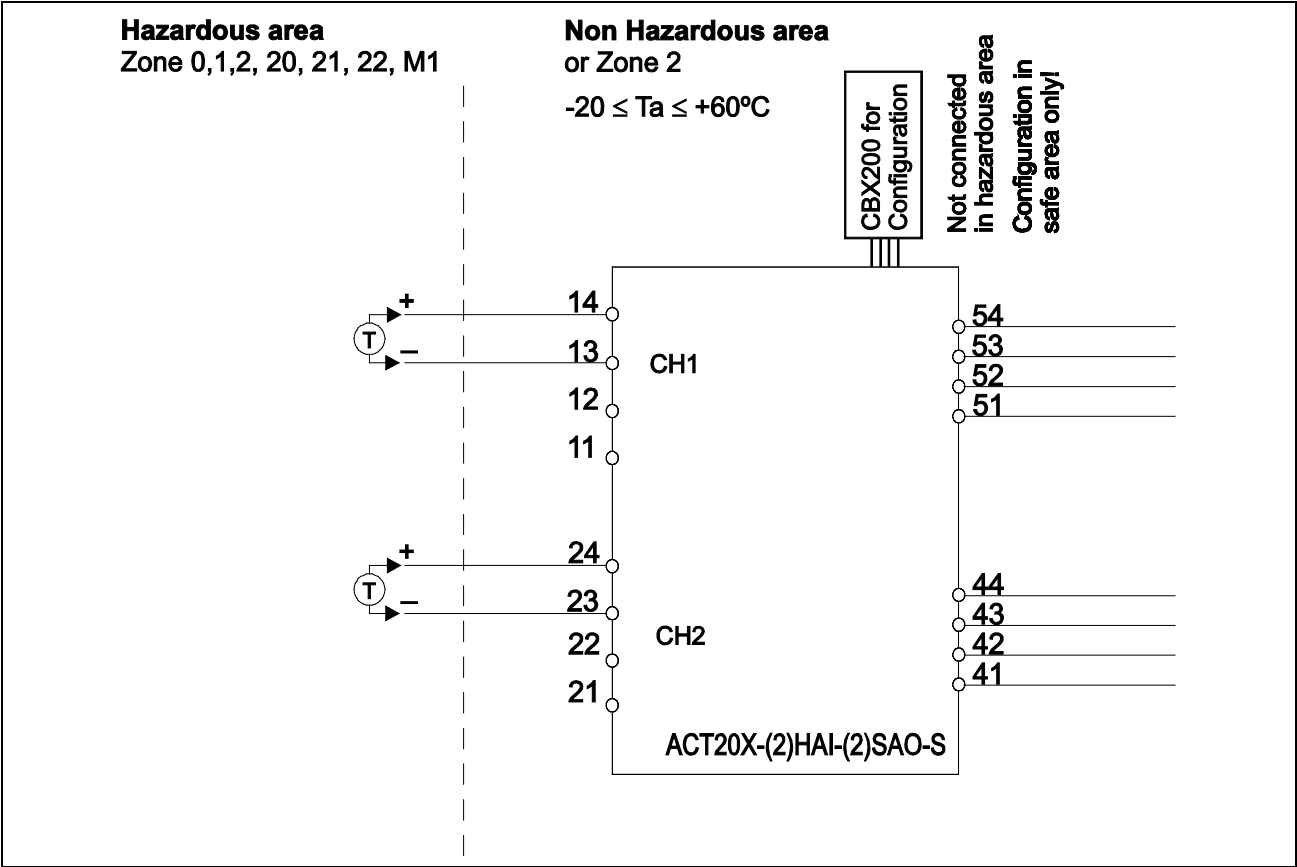 Hazardous area
Zone 0,1,2, 20, 21, 22, M1
Non Hazardous area
or Zone 2
-20 ≤ Ta ≤ +60ºC
CBX200 for
Configuration
Not connected
in hazardous area
Configuration in
safe area only!
+
T
–
14
13
12
11
CH1
54
53
52
51
+
T
–
24
23
22
21
CH2
44
43
42
41
ACT20X-(2)HAI-(2)SAO-S